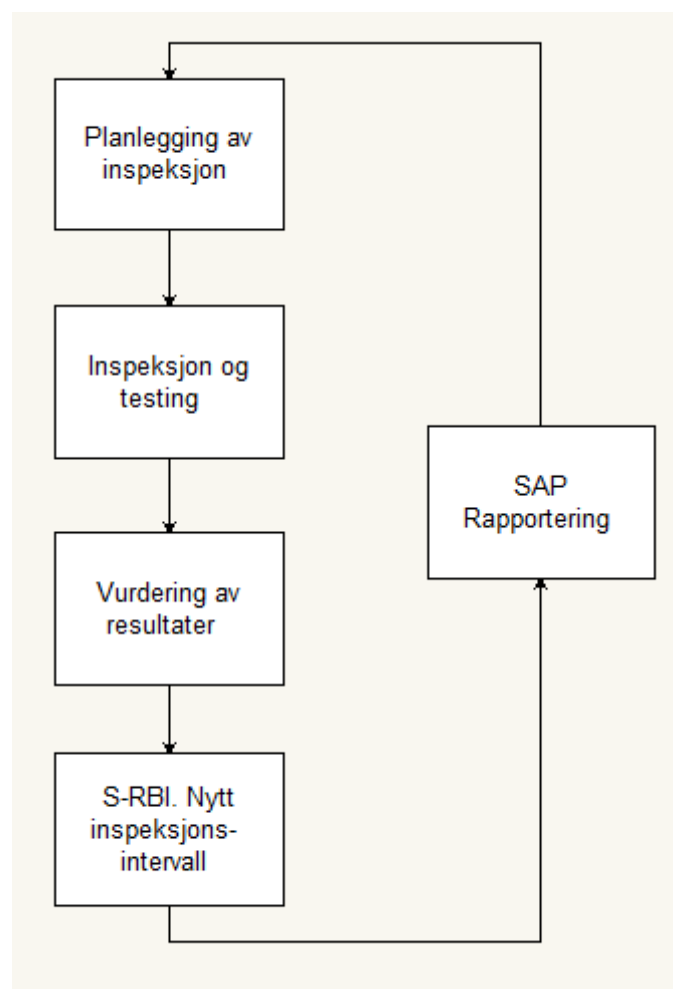 Planlegging av
inspeksjon
Inspeksjon og
testing
Vurdering av
resultater
S-RBI. Nytt
inspeksjons-
intervall
SAP
Rapportering